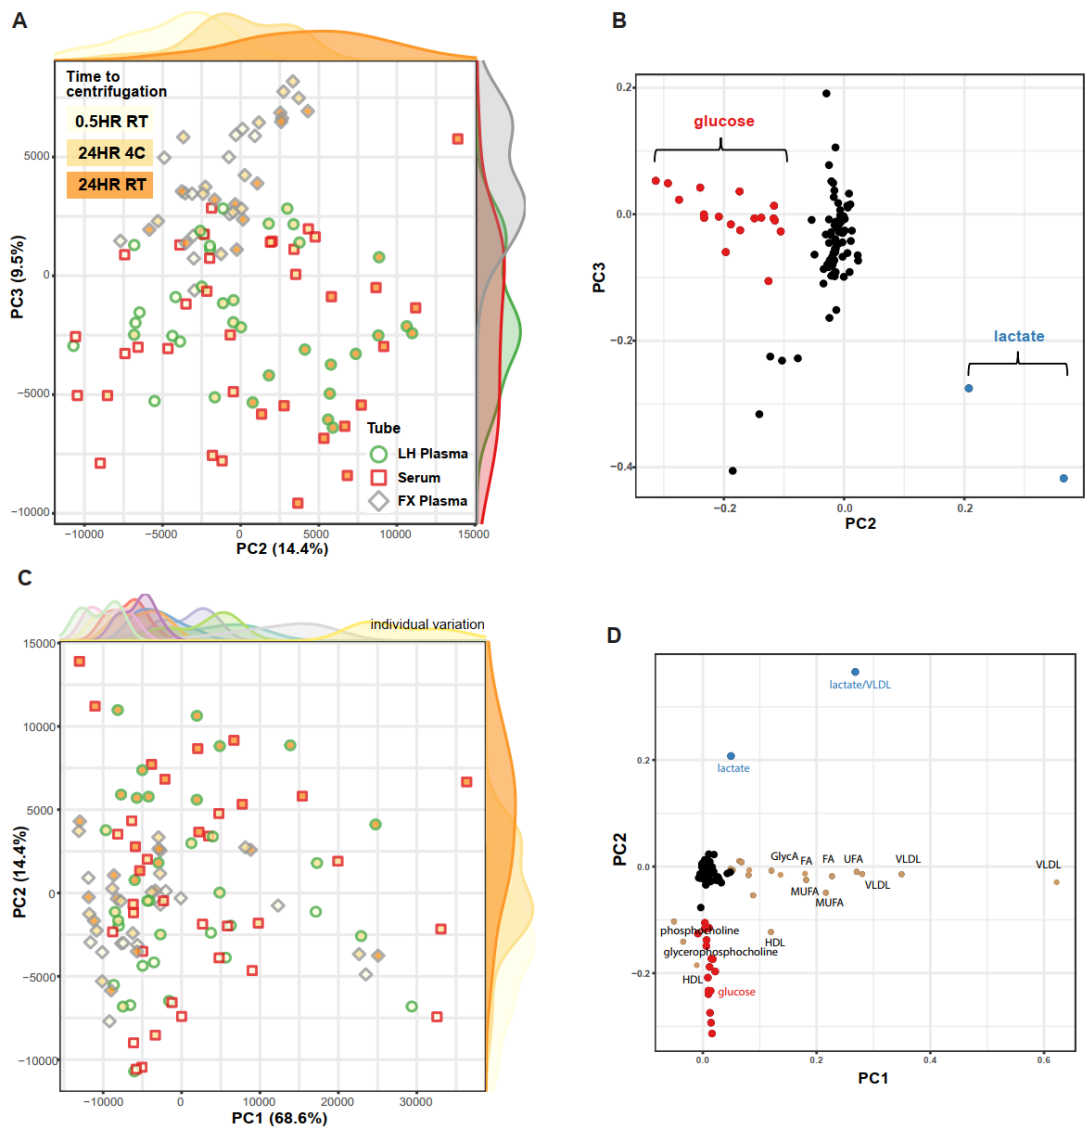 A
Time to
centrifugation
0.5HR RT
24HR 4C
24HR RT
5000
0
−5000
−10000
PC3 (9.5%)
Tube
LH Plasma
Serum
FX Plasma
−10000
−5000
0
5000
10000
15000
PC2 (14.4%)
B
0.2
0.0
−0.2
−0.4
PC3
glucose
lactate
−0.2
0.0
0.2
PC2
C
individual variation
15000
10000
5000
0
−5000
−10000
PC2 (14.4%)
−10000
0
10000
20000
30000
PC1 (68.6%)
D
lactate/VLDL
lactate
0.2
0.0
−0.2
PC2
GlycA
FA
FA
UFA
VLDL
VLDL
VLDL
MUFA
MUFA
phosphocholine
HDL
glycerophosphocholine
HDL
glucose
0.0
0.2
0.4
0.6
PC1